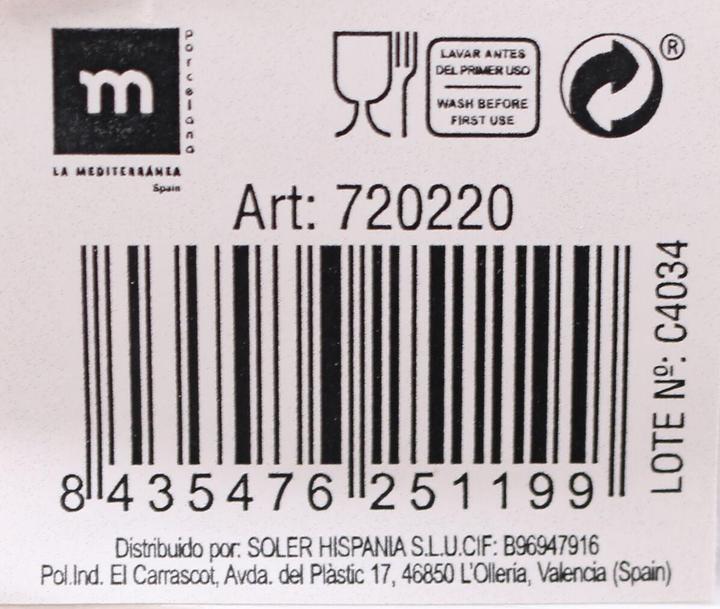 m
porcelana
LA MEDITERRÁNEA
Spain
LAVAR ANTES
DEL PRIMER USO
WASH BEFORE
FIRST USE
®
Art: 720220
LOTE Nº: C4034
8 435476 251199
Distribuido por: SOLER HISPANIA S.L.U.CIF: B96947916
Pol.Ind. El Carrascot, Avda. del Plàstic 17, 46850 L'Olleria, Valencia (Spain)